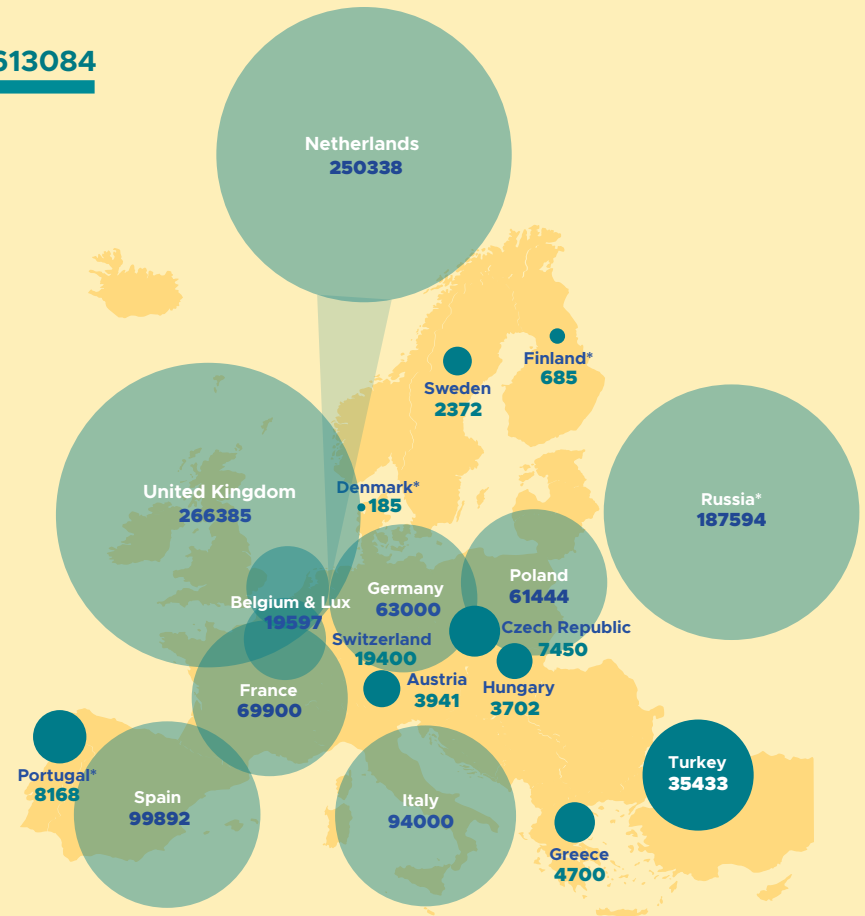 613084
Netherlands
250338
Finland*
685
Sweden
2372
United Kingdom
266385
Denmark*
185
Russia*
187594
Germany
63000
Poland
61444
Belgium & Lux
19597
Switzerland
19400
Czech Republic
7450
Austria
3941
Hungary
3702
France
69900
Portugal*
8168
Spain
99892
Italy
94000
Turkey
35433
Greece
4700